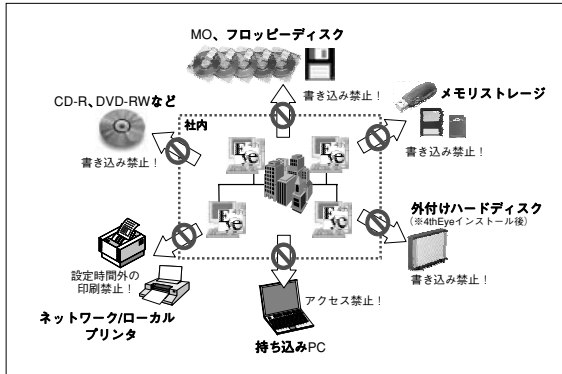 MO、フロッピーディスク
書き込み禁止！
メモリストレージ
CD-R、DVD-RWなど
書き込み禁止！
書き込み禁止！
社内
Eye
Eye
Eye
Eye
外付けハードディスク
(※4thEyeインストール後)
書き込み禁止！
設定時間外の
印刷禁止！
ネットワーク/ローカル
プリンタ
アクセス禁止！
持ち込みPC